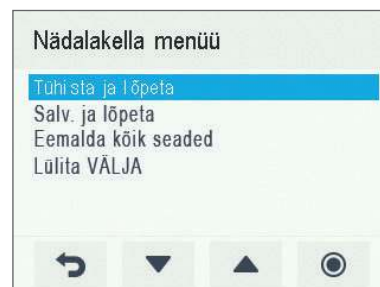 Nädalakella menüü
Tühista ja lõpeta
Salv. ja lõpeta
Eemalda kõik seaded
Lülita VÄLJA